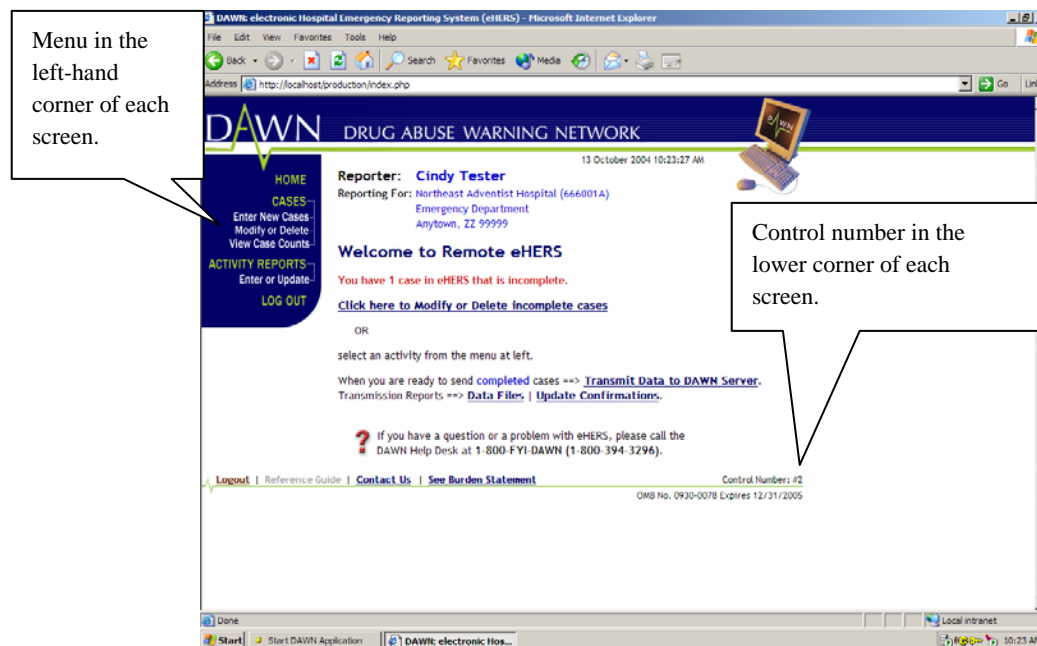 Menu in the
left-hand
corner of each
screen.
DAWN: electronic Hospital Emergency Reporting System (eHERS) - Microsoft Internet Explorer
File Edit View Favorites Tools Help
Back Search Favorites Media
Address http://localhost/production/index.php Go
DAWN DRUG ABUSE WARNING NETWORK
DAWN
13 October 2004 10:23:27 AM
HOME
CASES
Enter New Cases
Modify or Delete
View Case Counts
ACTIVITY REPORTS
Enter or Update
LOG OUT
Reporter: Cindy Tester
Reporting For: Northeast Adventist Hospital (666001A)
Emergency Department
Anytown, ZZ 99999
Welcome to Remote eHERS
You have 1 case in eHERS that is incomplete.
Click here to Modify or Delete incomplete cases
OR
select an activity from the menu at left.
When you are ready to send completed cases ==> Transmit Data to DAWN Server.
Transmission Reports ==> Data Files | Update Confirmations.
? If you have a question or a problem with eHERS, please call the
DAWN Help Desk at 1-800-FYI-DAWN (1-800-394-3296).
Control number in the
lower corner of each
screen.
Logout | Reference Guide | Contact Us | See Burden Statement Control Number: #2
OMB No. 0930-0078 Expires 12/31/2005
Done Local intranet
Start Start DAWN Application DAWN: electronic Hos... 10:23 AM